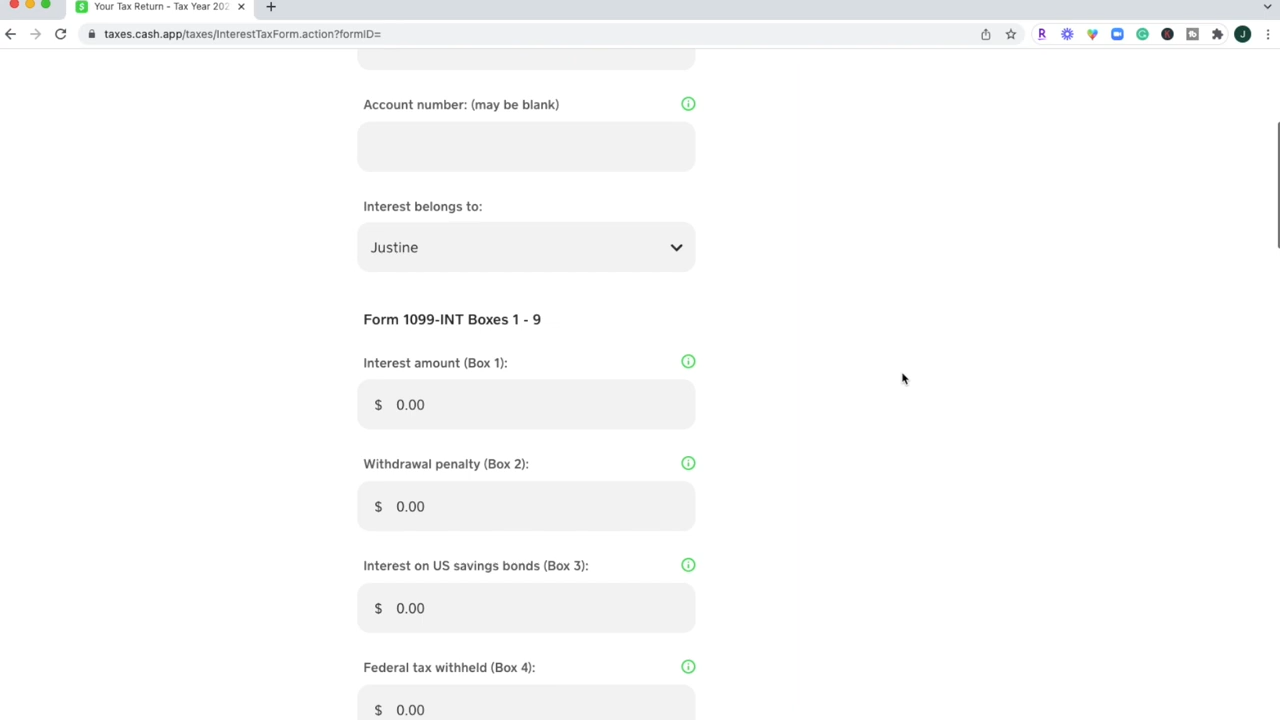 Your Tax Return - Tax Year 202
taxes.cash.app/taxes/InterestTaxForm.action?formID=
R
J
Account number: (may be blank)
Interest belongs to:
Justine
Form 1099-INT Boxes 1 - 9
Interest amount (Box 1):
$ 0.00
Withdrawal penalty (Box 2):
$ 0.00
Interest on US savings bonds (Box 3):
$ 0.00
Federal tax withheld (Box 4):
$ 0.00